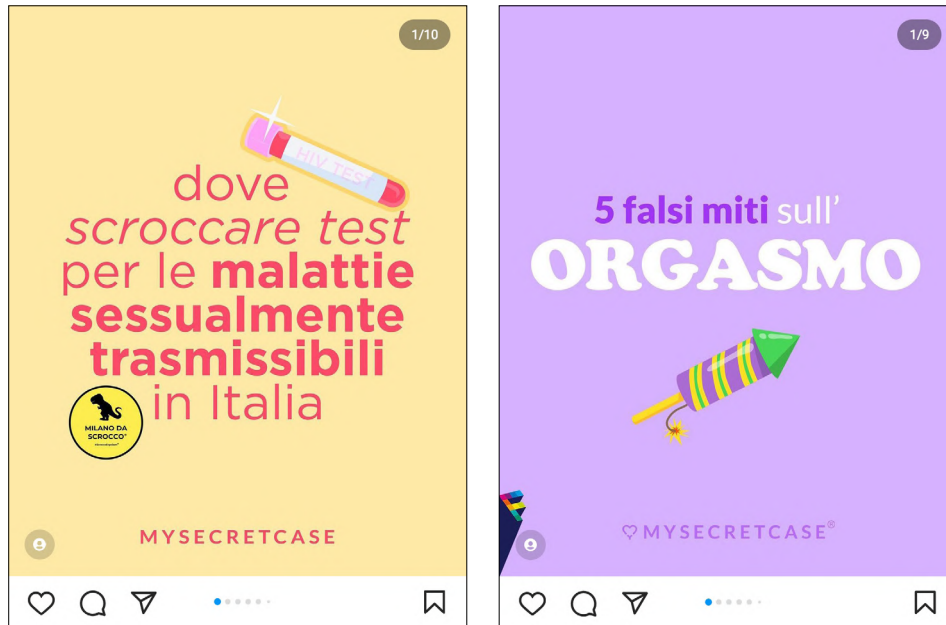 1/10
HIV TEST
dove
scroccare test
per le malattie
sessualmente
trasmissibili
in Italia
MILANO DA
SCROCCO®
MYSECRETCASE
1/9
5 falsi miti sull'
ORGASMO
MYSECRETCASE®